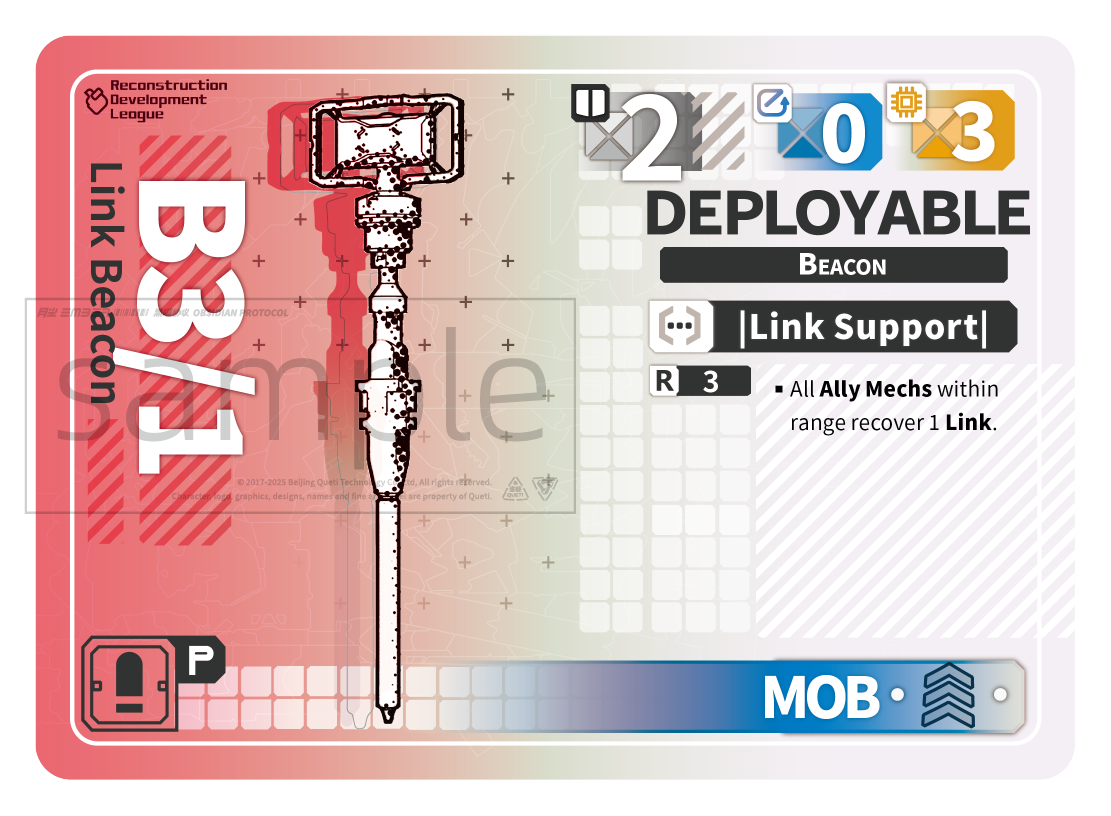 Reconstruction
Development
League
Link Beacon
B3/1
2
0
3
DEPLOYABLE
BEACON
[···]
|Link Support|
R 3
▪ All Ally Mechs within
range recover 1 Link.
OBSIDIAN PROTOCOL
sample
© 2017-2025 Beijing Queti Technology Co., Ltd, All rights reserved.
Character, logo, graphics, designs, names and fine are property of Queti.
QUETI
P
MOB